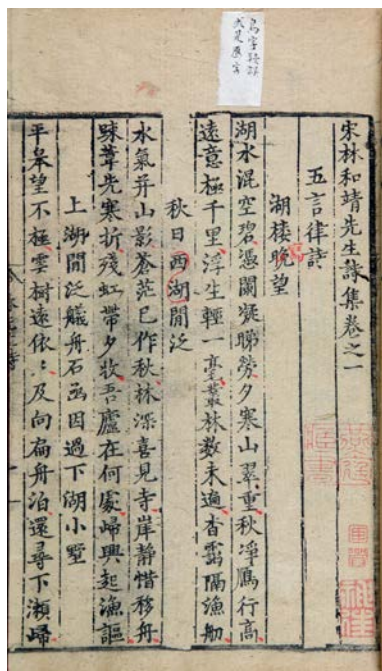 宋林和靖先生詩集卷之一
五言律詩
湖樓晚望
湖水混空碧憑闌凝睇勞夕寒山翠重秋淨鴈行高
遠意極千里浮生輕一毫叢林數未遍杳靄隔漁舠
秋日西湖閒泛
水氣并山影蒼茫已作秋林深喜見寺岸靜惜移舟
疎葦先寒折殘虹帶夕收吾廬在何處歸興起漁謳
上湖閒泛艤舟石函因過下湖小墅
平皋望不極雲樹遠依〻及向扁舟泊還尋下瀨歸